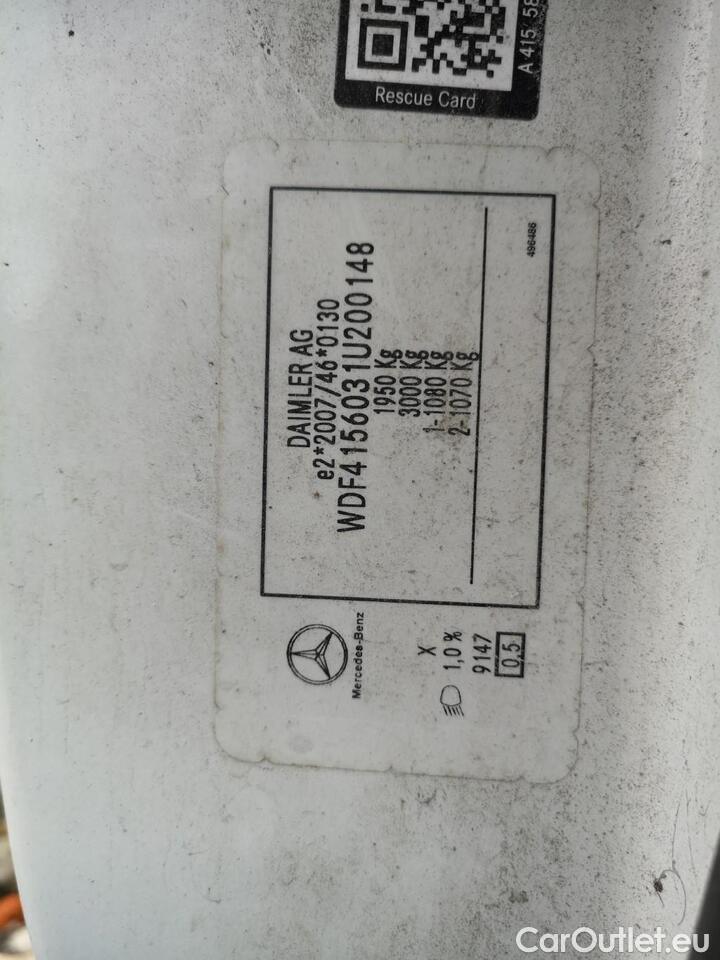 A 415 58
Rescue Card
DAIMLER AG
e2*2007/46*0130
WDF4156031U200148
1950 Kg
3000 Kg
1-1080 Kg
2-1070 Kg
496486
Mercedes-Benz
X
1,0%
9147
0,5
CarOutlet.eu